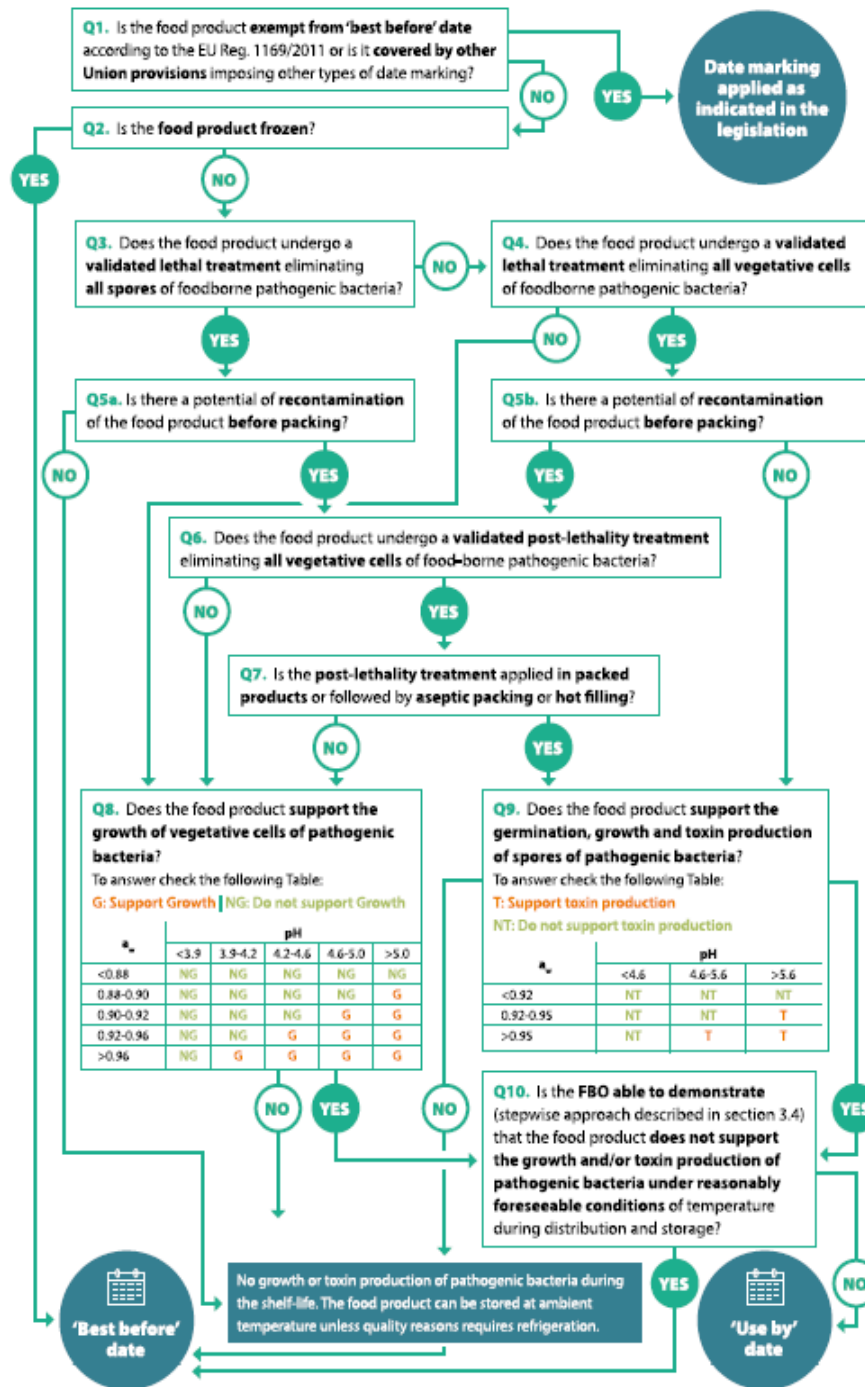 Q1. Is the food product exempt from 'best before' date
according to the EU Reg. 1169/2011 or is it covered by other
Union provisions imposing other types of date marking?
Date marking
applied as
indicated in the
legislation
NO
YES
Q2. Is the food product frozen?
YES
NO
Q3. Does the food product undergo a
validated lethal treatment eliminating
all spores of foodborne pathogenic bacteria?
NO
Q4. Does the food product undergo a validated
lethal treatment eliminating all vegetative cells
of foodborne pathogenic bacteria?
YES
NO
YES
Q5a. Is there a potential of recontamination
of the food product before packing?
Q5b. Is there a potential of recontamination
of the food product before packing?
NO
YES
YES
NO
Q6. Does the food product undergo a validated post-lethality treatment
eliminating all vegetative cells of food-borne pathogenic bacteria?
NO
YES
Q7. Is the post-lethality treatment applied in packed
products or followed by aseptic packing or hot filling?
NO
YES
Q8. Does the food product support the
growth of vegetative cells of pathogenic
bacteria?
To answer check the following Table:
G: Support Growth | NG: Do not support Growth
aw pH
<3.9 3.9-4.2 4.2-4.6 4.6-5.0 >5.0
<0.88 NG NG NG NG NG
0.88-0.90 NG NG NG NG G
0.90-0.92 NG NG NG G G
0.92-0.96 NG NG G G G
>0.96 NG G G G G
Q9. Does the food product support the
germination, growth and toxin production
of spores of pathogenic bacteria?
To answer check the following Table:
T: Support toxin production
NT: Do not support toxin production
aw pH
<4.6 4.6-5.6 >5.6
<0.92 NT NT NT
0.92-0.95 NT NT T
>0.95 NT T T
NO
YES
NO
YES
Q10. Is the FBO able to demonstrate
(stepwise approach described in section 3.4)
that the food product does not support
the growth and/or toxin production of
pathogenic bacteria under reasonably
foreseeable conditions of temperature
during distribution and storage?
YES
NO
'Best before'
date
No growth or toxin production of pathogenic bacteria during
the shelf-life. The food product can be stored at ambient
temperature unless quality reasons requires refrigeration.
'Use by'
date